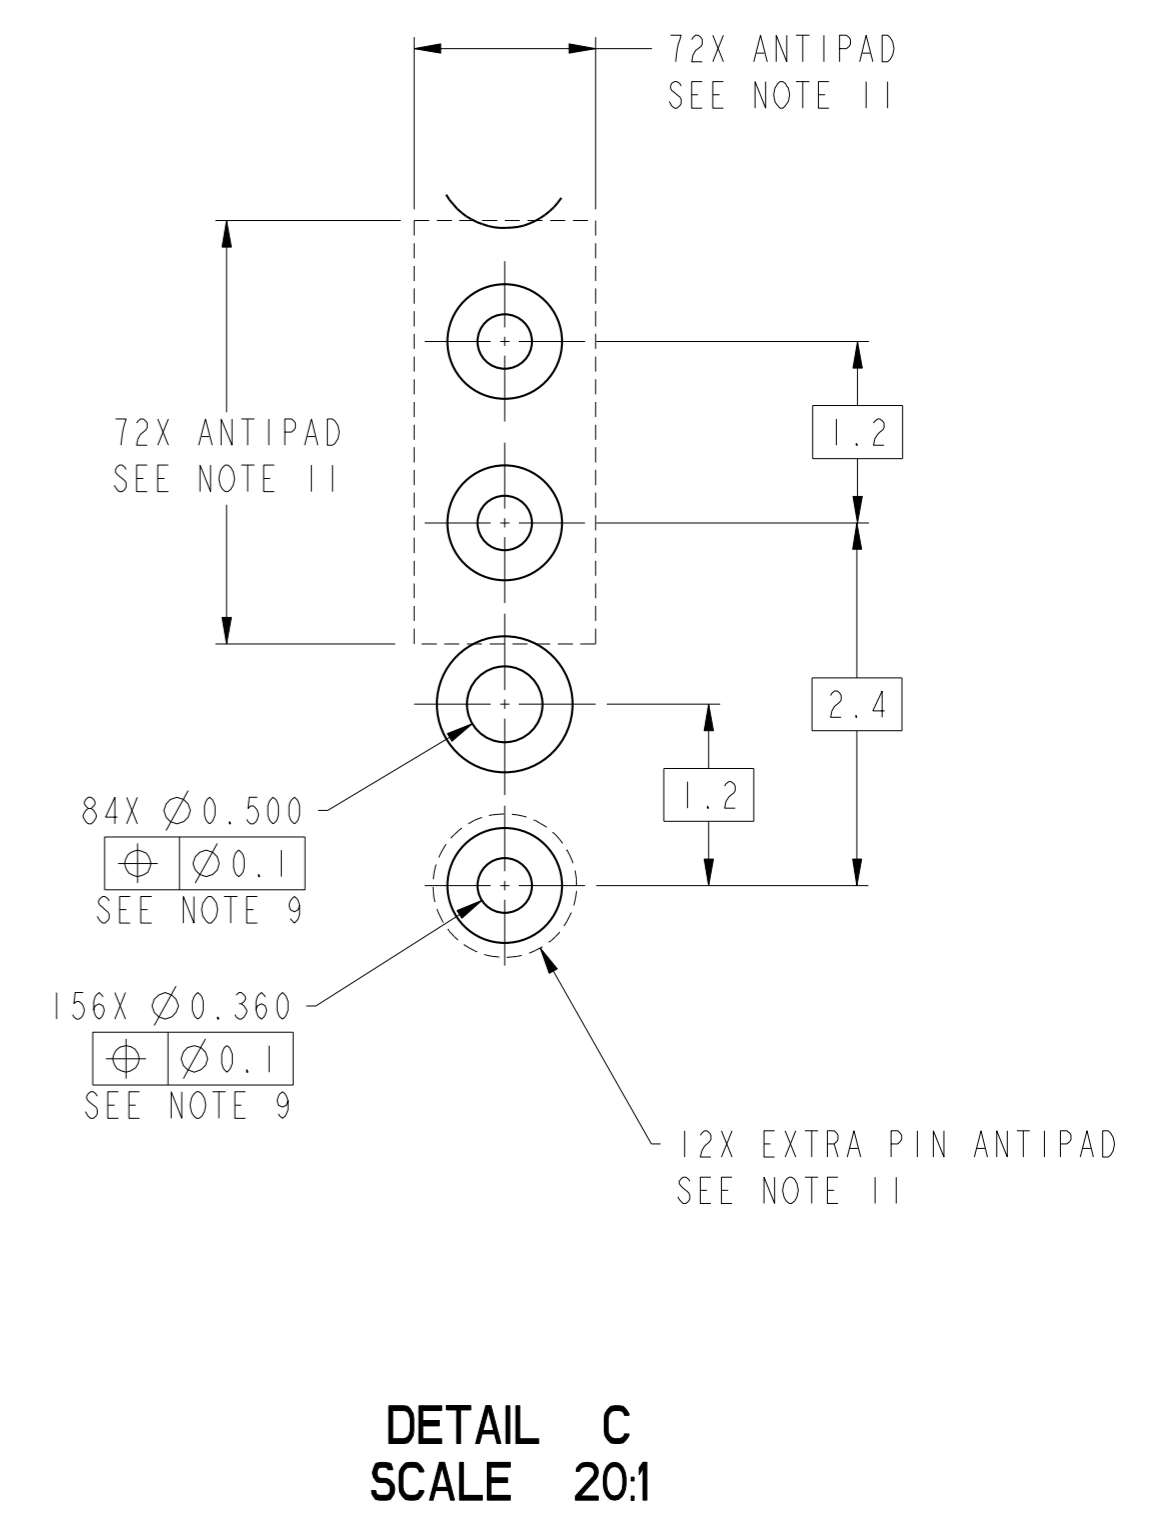 72X ANTIPAD
SEE NOTE 11
72X ANTIPAD
SEE NOTE 11
1.2
2.4
1.2
84X Ø0.500
⌖ Ø0.1
SEE NOTE 9
156X Ø0.360
⌖ Ø0.1
SEE NOTE 9
12X EXTRA PIN ANTIPAD
SEE NOTE 11
DETAIL C
SCALE 20:1